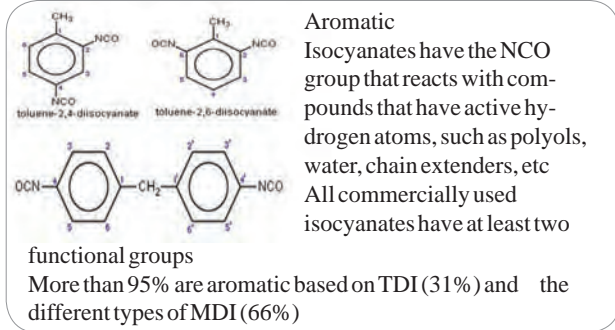 CH₃
NCO
NCO
toluene-2,4-diisocyanate
CH₃
OCN
NCO
toluene-2,6-diisocyanate
OCN
CH₂
NCO
Aromatic
Isocyanates have the NCO
group that reacts with com-
pounds that have active hy-
drogen atoms, such as polyols,
water, chain extenders, etc
All commercially used
isocyanates have at least two
functional groups
More than 95% are aromatic based on TDI (31%) and the
different types of MDI (66%)